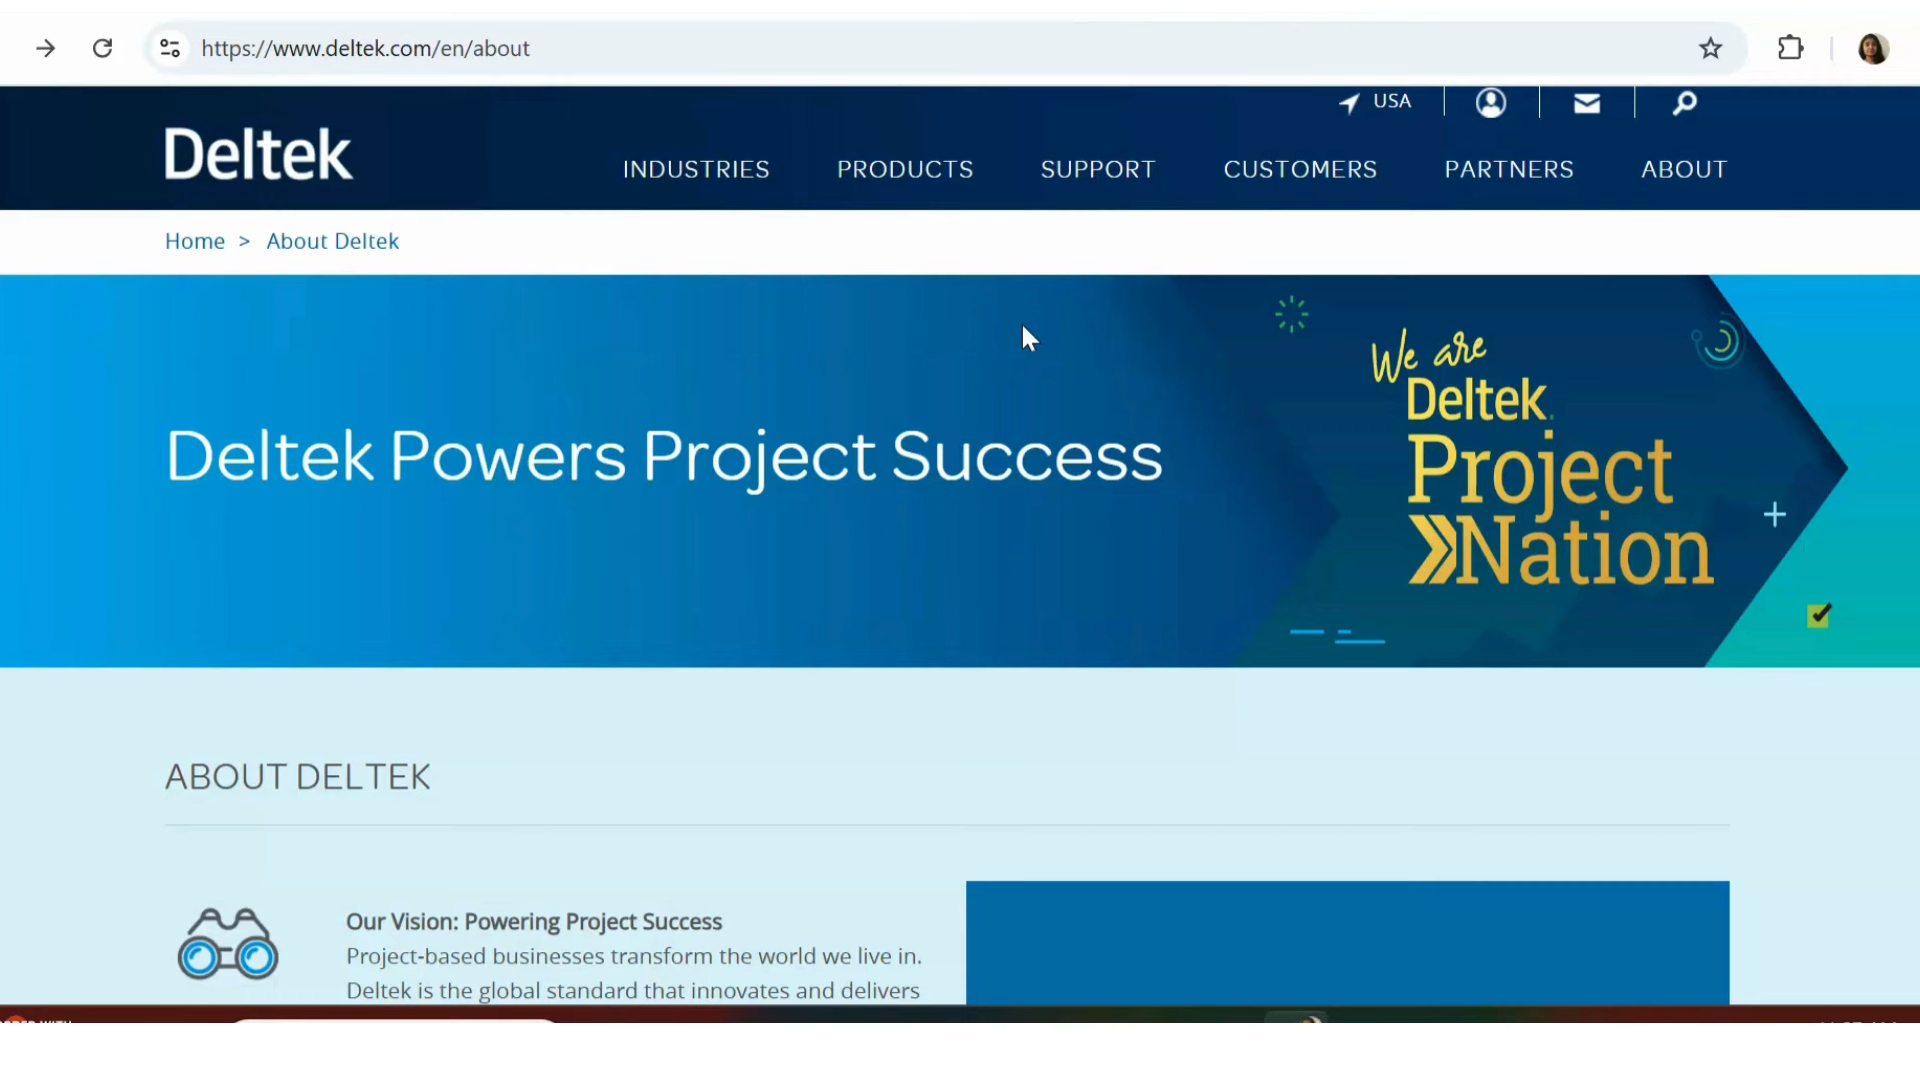 https://www.deltek.com/en/about
USA
Deltek
INDUSTRIES PRODUCTS SUPPORT CUSTOMERS PARTNERS ABOUT
Home > About Deltek
We are
Deltek.
Project
Nation
Deltek Powers Project Success
ABOUT DELTEK
Our Vision: Powering Project Success
Project-based businesses transform the world we live in.
Deltek is the global standard that innovates and delivers